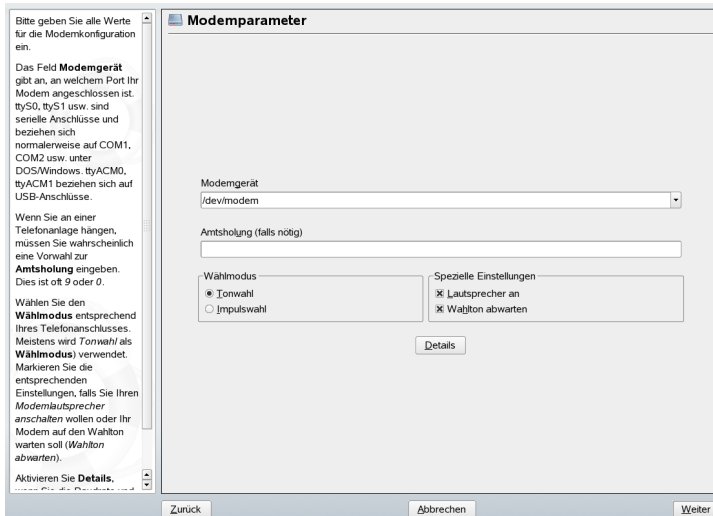 Bitte geben Sie alle Werte
für die Modemkonfiguration
ein.
Das Feld Modemgerät
gibt an, an welchem Port Ihr
Modem angeschlossen ist.
ttyS0, ttyS1 usw. sind
serielle Anschlüsse und
beziehen sich
normalerweise auf COM1,
COM2 usw. unter
DOS/Windows. ttyACM0,
ttyACM1 beziehen sich auf
USB-Anschlüsse.
Wenn Sie an einer
Telefonanlage hängen,
müssen Sie wahrscheinlich
eine Vorwahl zur
Amtsholung eingeben.
Dies ist oft 9 oder 0.
Wählen Sie den
Wählmodus entsprechend
Ihres Telefonanschlusses.
Meistens wird Tonwahl als
Wählmodus) verwendet.
Markieren Sie die
entsprechenden
Einstellungen, falls Sie Ihren
Modemlautsprecher
anschalten wollen oder Ihr
Modem auf den Wahlton
warten soll (Wahlton
abwarten).
Aktivieren Sie Details,
Modemparameter
Modemgerät
/dev/modem
Amtsholung (falls nötig)
Wählmodus
Tonwahl
Impulswahl
Spezielle Einstellungen
Lautsprecher an
Wahlton abwarten
Details
Zurück
Abbrechen
Weiter